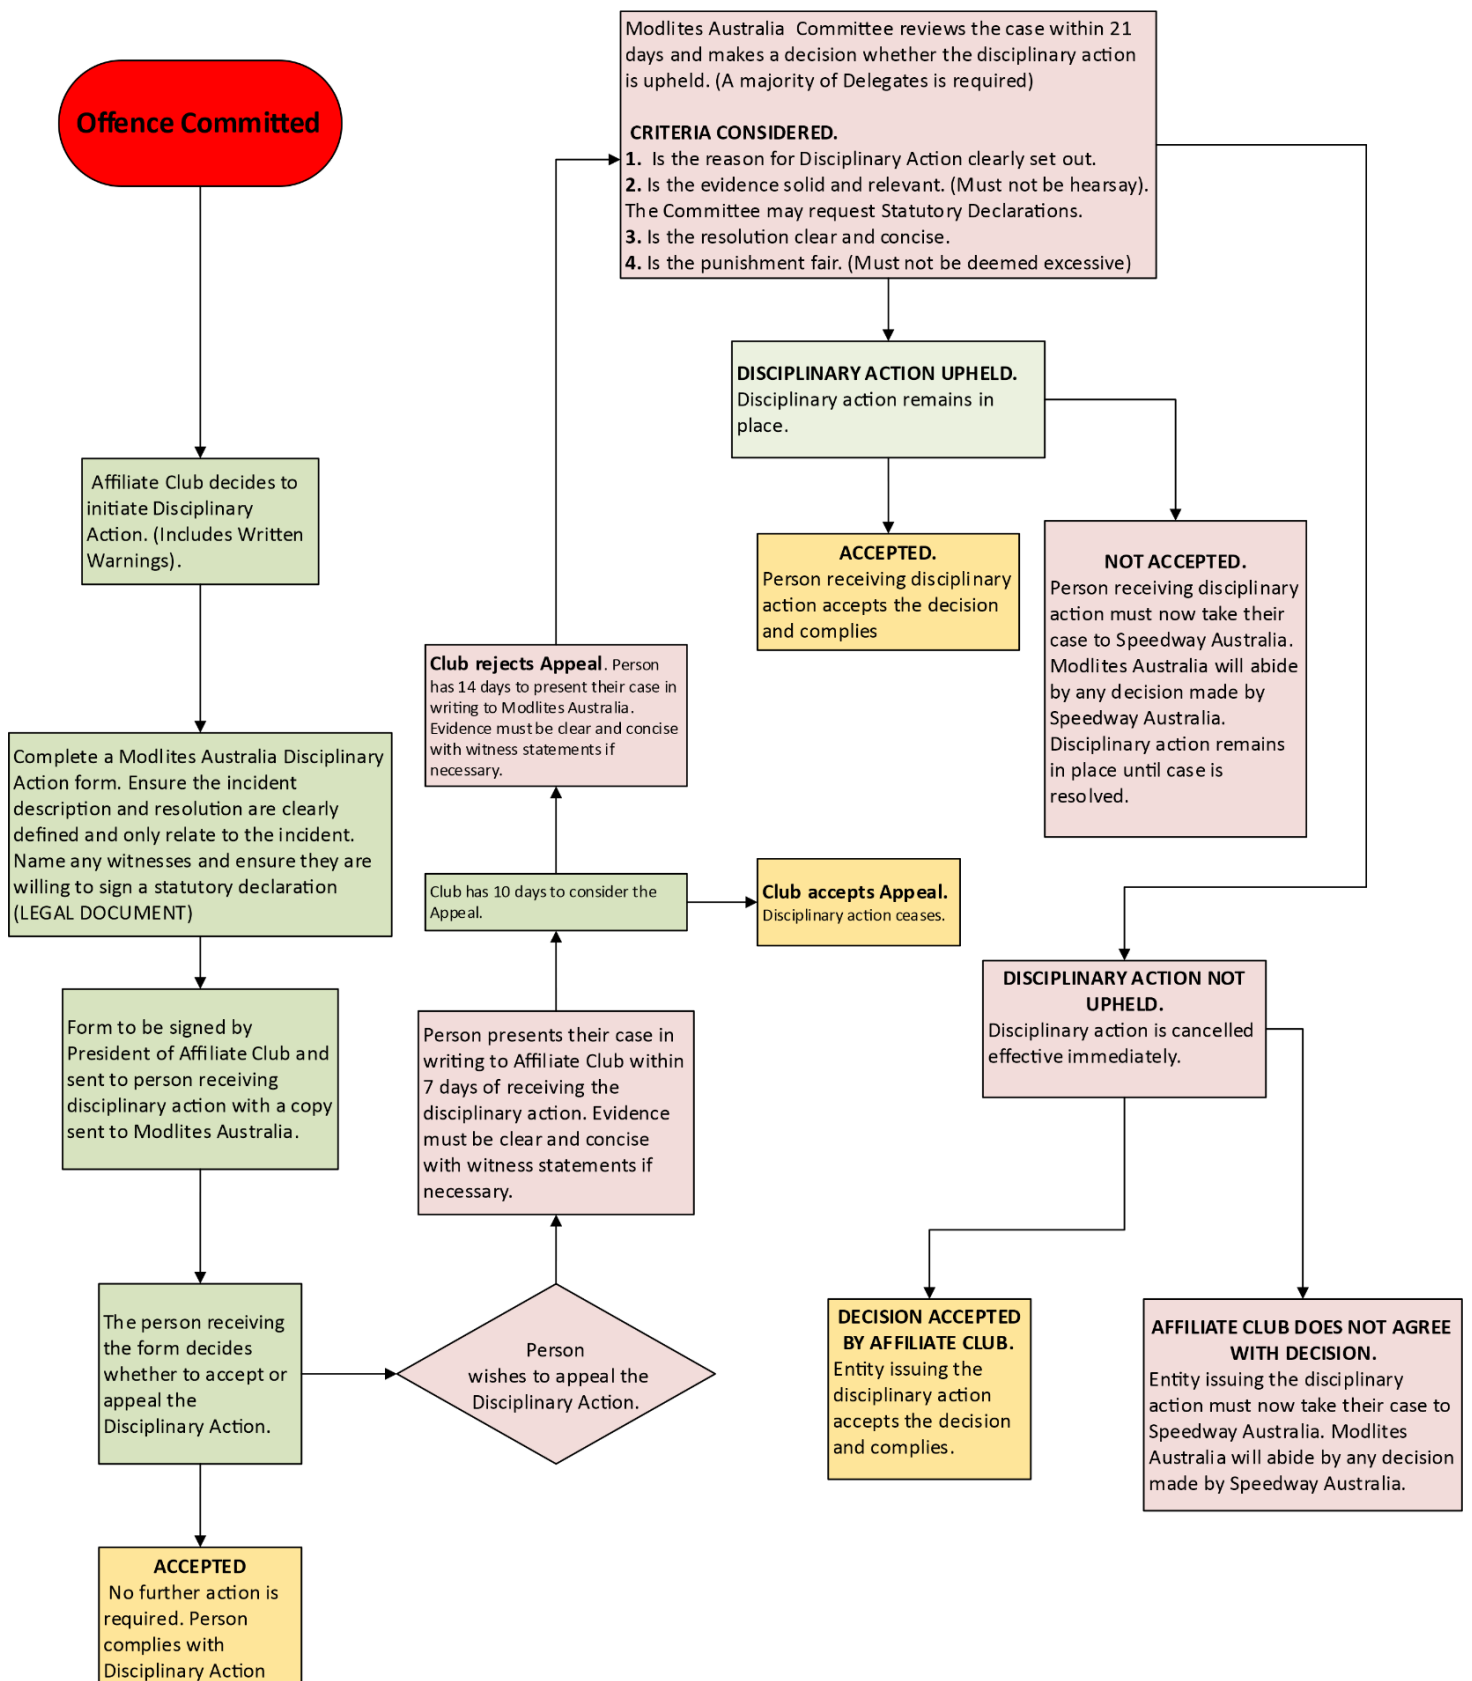 Offence Committed
Affiliate Club decides to
initiate Disciplinary
Action. (Includes Written
Warnings).
Complete a Modlites Australia Disciplinary
Action form. Ensure the incident
description and resolution are clearly
defined and only relate to the incident.
Name any witnesses and ensure they are
willing to sign a statutory declaration
(LEGAL DOCUMENT)
Form to be signed by
President of Affiliate Club and
sent to person receiving
disciplinary action with a copy
sent to Modlites Australia.
The person receiving
the form decides
whether to accept or
appeal the
Disciplinary Action.
ACCEPTED
No further action is
required. Person
complies with
Disciplinary Action
Person
wishes to appeal the
Disciplinary Action.
Person presents their case in
writing to Affiliate Club within
7 days of receiving the
disciplinary action. Evidence
must be clear and concise
with witness statements if
necessary.
Club has 10 days to consider the
Appeal.
Club accepts Appeal.
Disciplinary action ceases.
Club rejects Appeal. Person
has 14 days to present their case in
writing to Modlites Australia.
Evidence must be clear and concise
with witness statements if
necessary.
Modlites Australia  Committee reviews the case within 21
days and makes a decision whether the disciplinary action
is upheld. (A majority of Delegates is required)
CRITERIA CONSIDERED.
1.  Is the reason for Disciplinary Action clearly set out.
2. Is the evidence solid and relevant. (Must not be hearsay).
The Committee may request Statutory Declarations.
3. Is the resolution clear and concise.
4. Is the punishment fair. (Must not be deemed excessive)
DISCIPLINARY ACTION UPHELD.
Disciplinary action remains in
place.
ACCEPTED.
Person receiving disciplinary
action accepts the decision
and complies
NOT ACCEPTED.
Person receiving disciplinary
action must now take their
case to Speedway Australia.
Modlites Australia will abide
by any decision made by
Speedway Australia.
Disciplinary action remains
in place until case is
resolved.
DISCIPLINARY ACTION NOT
UPHELD.
Disciplinary action is cancelled
effective immediately.
DECISION ACCEPTED
BY AFFILIATE CLUB.
Entity issuing the
disciplinary action
accepts the decision
and complies.
AFFILIATE CLUB DOES NOT AGREE
WITH DECISION.
Entity issuing the disciplinary
action must now take their case to
Speedway Australia. Modlites
Australia will abide by any decision
made by Speedway Australia.